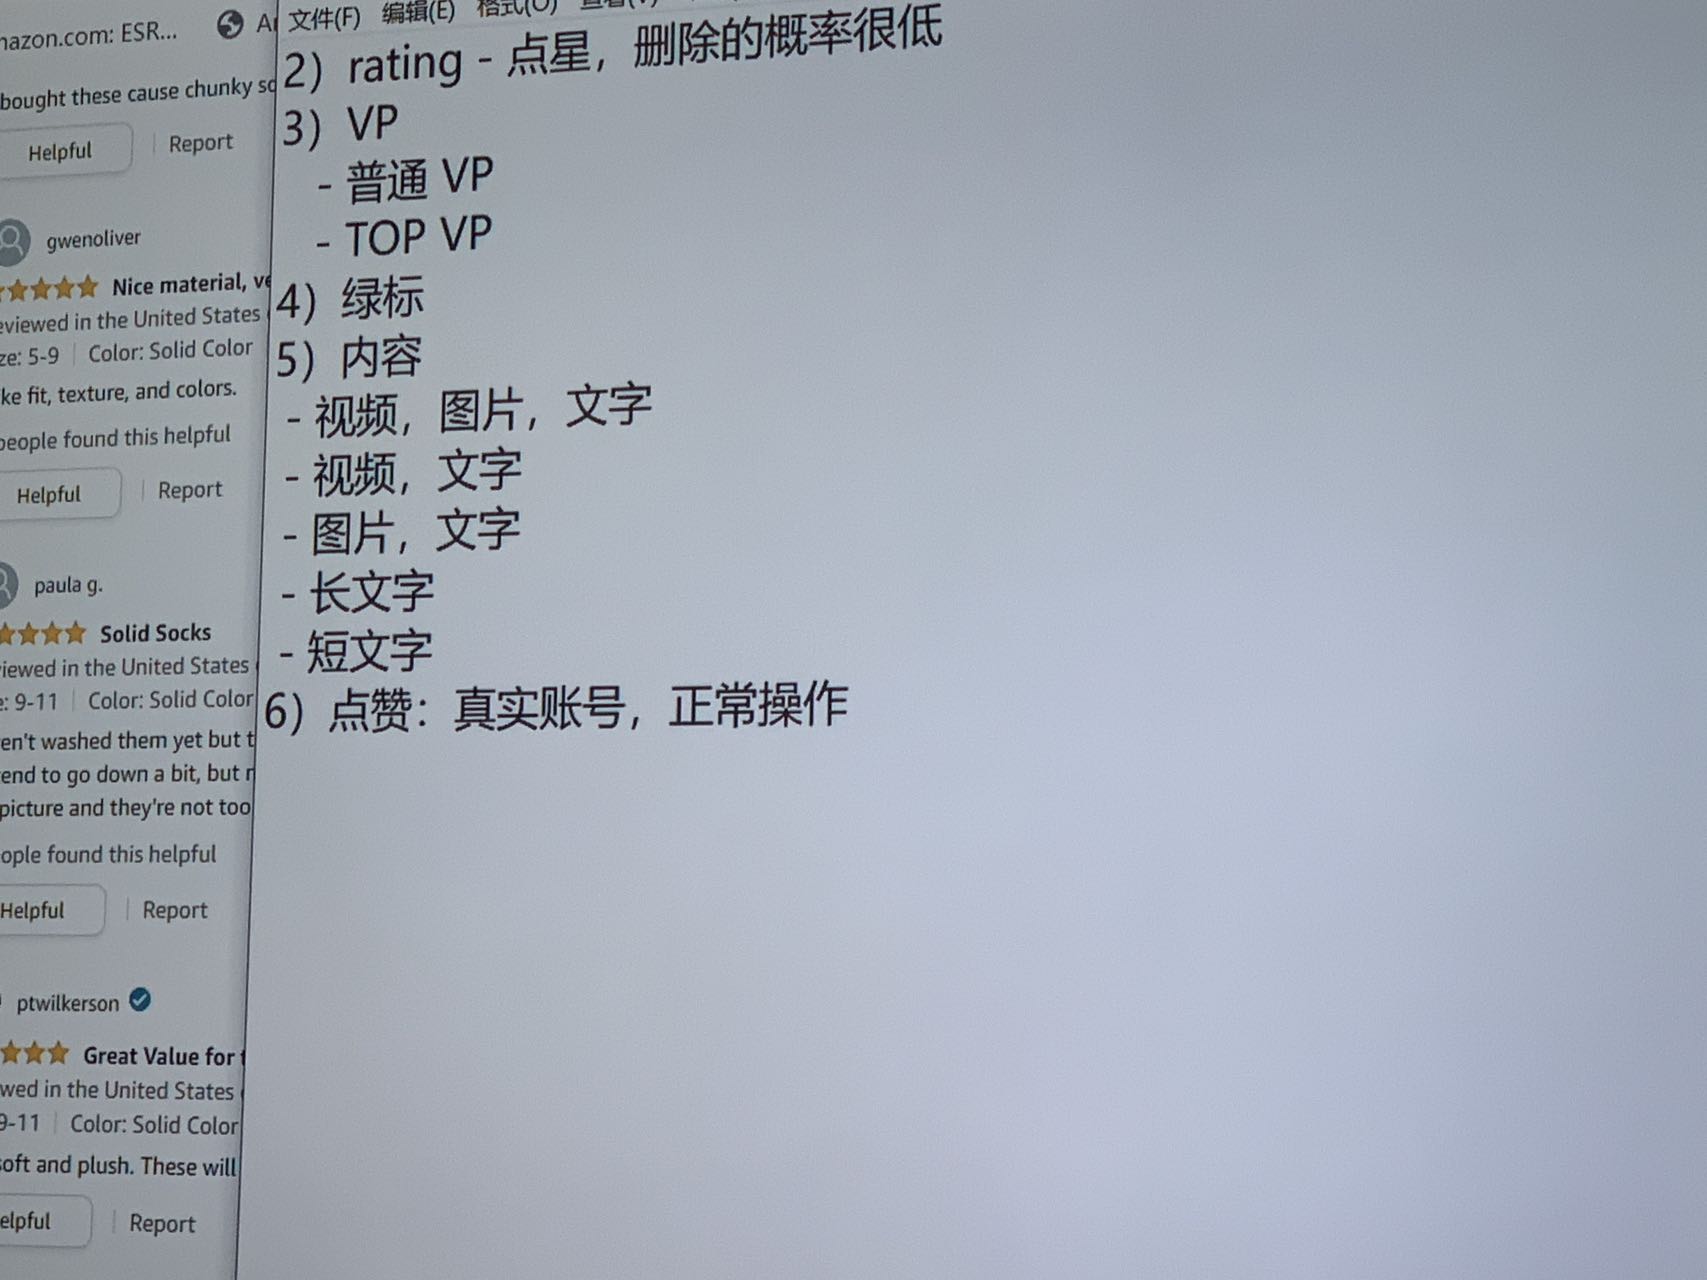 azon.com: ESR...
bought these cause chunky
Helpful
Report
gwenoliver
Nice material,
eviewed in the United States
ze: 5-9
Color: Solid Color
ke fit, texture, and colors.
people found this helpful
Helpful
Report
paula g.
Solid Socks
iewed in the United States
e: 9-11
Color: Solid Color
en't washed them yet but t
end to go down a bit, but
picture and they're not too
ople found this helpful
Helpful
Report
ptwilkerson
Great Value for
wed in the United States
9-11
Color: Solid Color
soft and plush. These will
elpful
Report
文件(F) 编辑(E) 格式(O)
2）rating - 点星，删除的概率很低
3）VP
- 普通 VP
- TOP VP
4）绿标
5）内容
- 视频，图片，文字
- 视频，文字
- 图片，文字
- 长文字
- 短文字
6）点赞：真实账号，正常操作